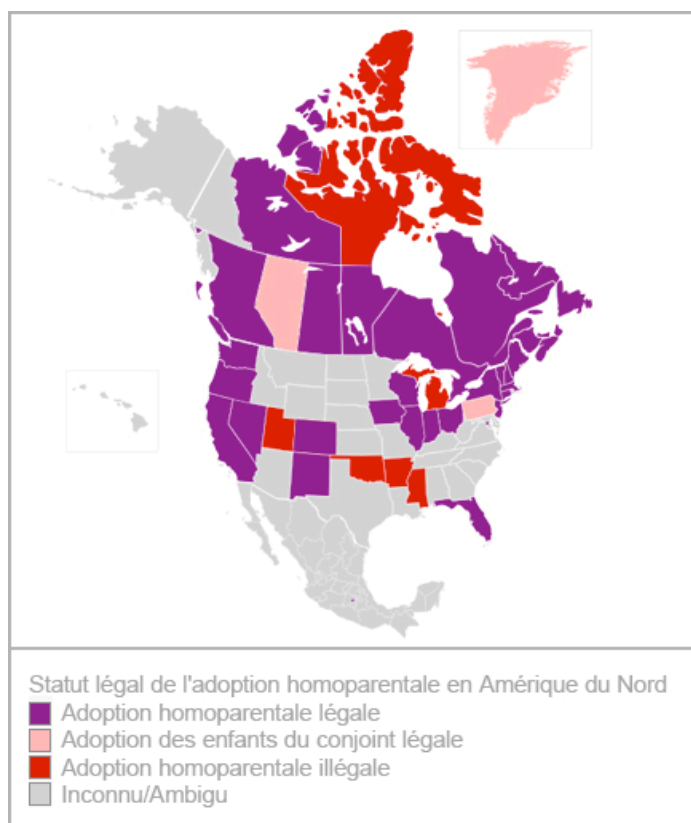 Statut légal de l'adoption homoparentale en Amérique du Nord
Adoption homoparentale légale
Adoption des enfants du conjoint légale
Adoption homoparentale illégale
Inconnu/Ambigu